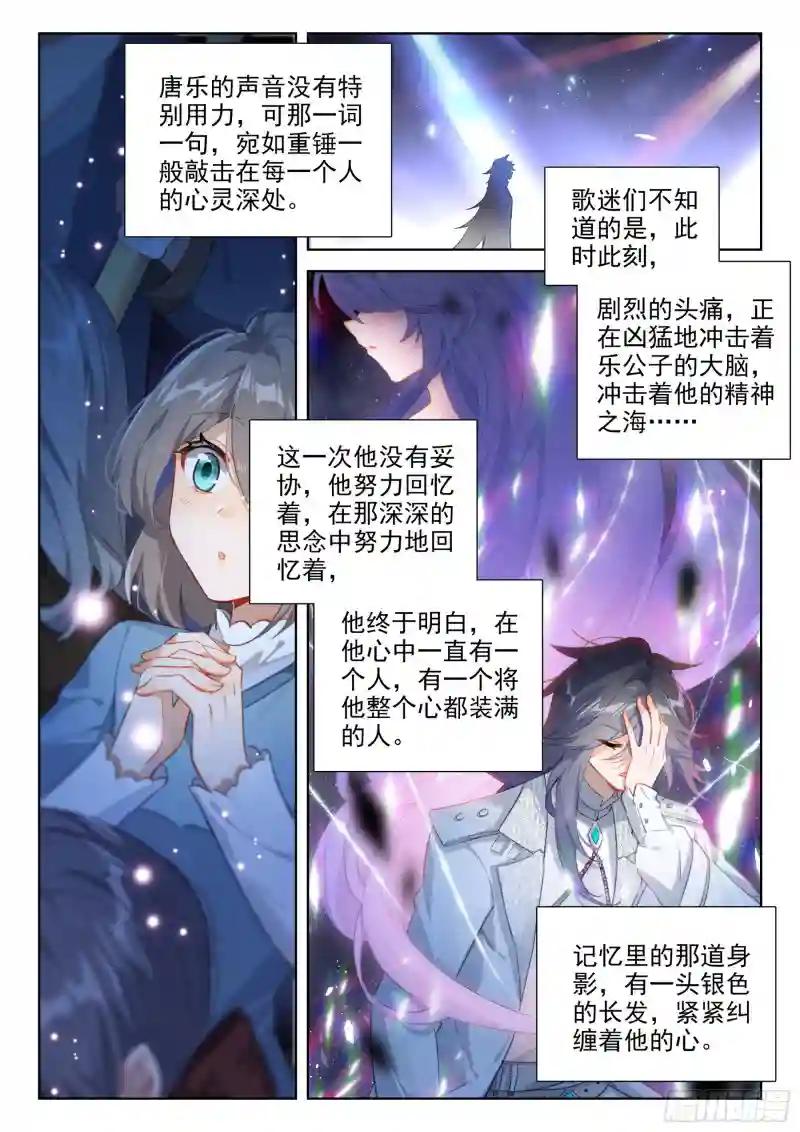 唐乐的声音没有特
别用力，可那一词
一句，宛如重锤一
般敲击在每一个人
的心灵深处。
歌迷们不知
道的是，此
时此刻，
剧烈的头痛，正
在凶猛地冲击着
乐公子的大脑，
冲击着他的精神
之海……
这一次他没有妥
协，他努力回忆
着，在那深深的
思念中努力地回
忆着，
他终于明白，在
他心中一直有一
个人，有一个将
他整个心都装满
的人。
记忆里的那道身
影，有一头银色
的长发，紧紧纠
缠着他的心。